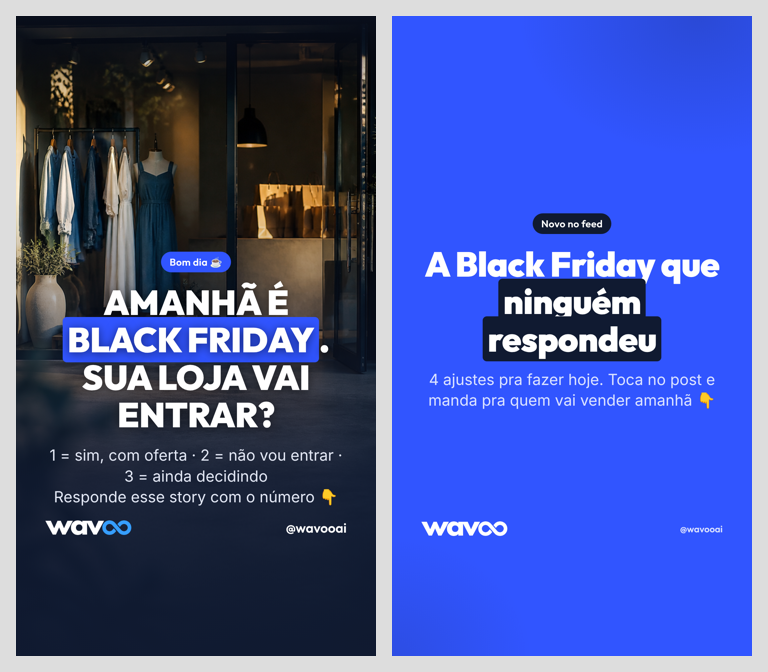 Bom dia ☕
AMANHÃ É
BLACK FRIDAY.
SUA LOJA VAI
ENTRAR?
1 = sim, com oferta · 2 = não vou entrar ·
3 = ainda decidindo
Responde esse story com o número 👇
wavoo
@wavooai
Novo no feed
A Black Friday que
ninguém
respondeu
4 ajustes pra fazer hoje. Toca no post e
manda pra quem vai vender amanhã 👇
wavoo
@wavooai